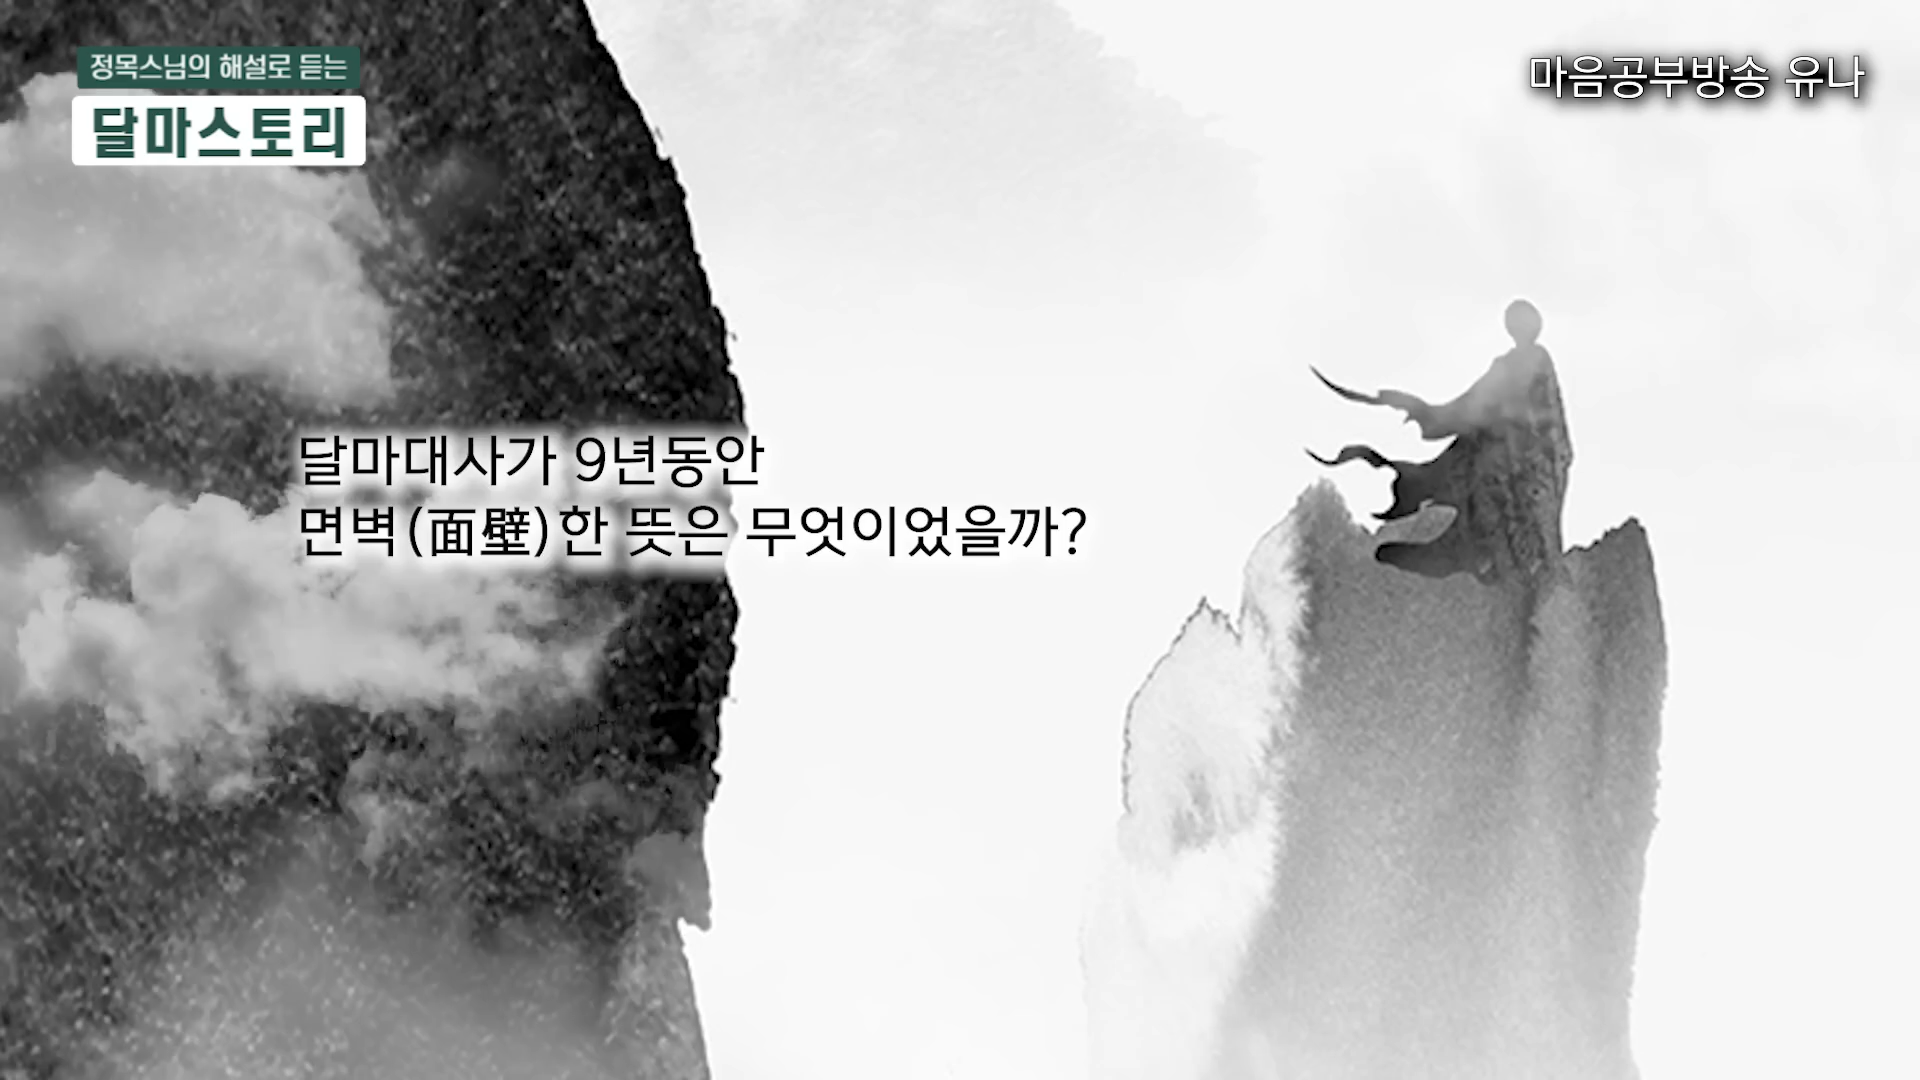 정목스님의 해설로 듣는
달마스토리
마음공부방송 유나
달마대사가 9년동안
면벽(面壁)한 뜻은 무엇이었을까?